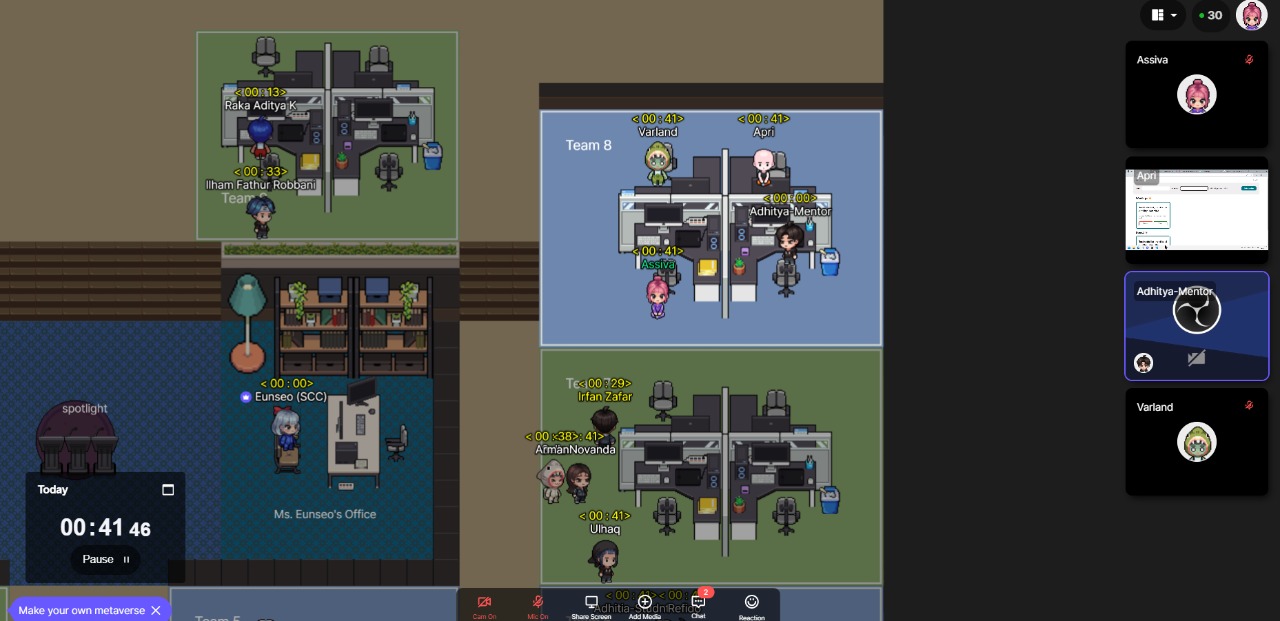 30
Assiva
Apri
Adhitya-Mentor
Varland
< 00 : 13>
Raka Aditya K
< 00 : 33>
Ilham Fathur Robbani
< 00 : 41>
Varland
< 00 : 41>
Apri
Team 8
< 00 : 00>
Adhitya-Mentor
< 00 : 41>
Assiva
< 00 : 00>
Eunseo (SCC)
Ms. Eunseo's Office
< 00 : 29>
Irfan Zafar
ArmanNovanda
< 00 : 41>
Ulhaq
spotlight
Today
00:41 46
Pause
Make your own metaverse
Team 5
Cam On
Mic On
Share Screen
Add Media
2
Chat
Reaction